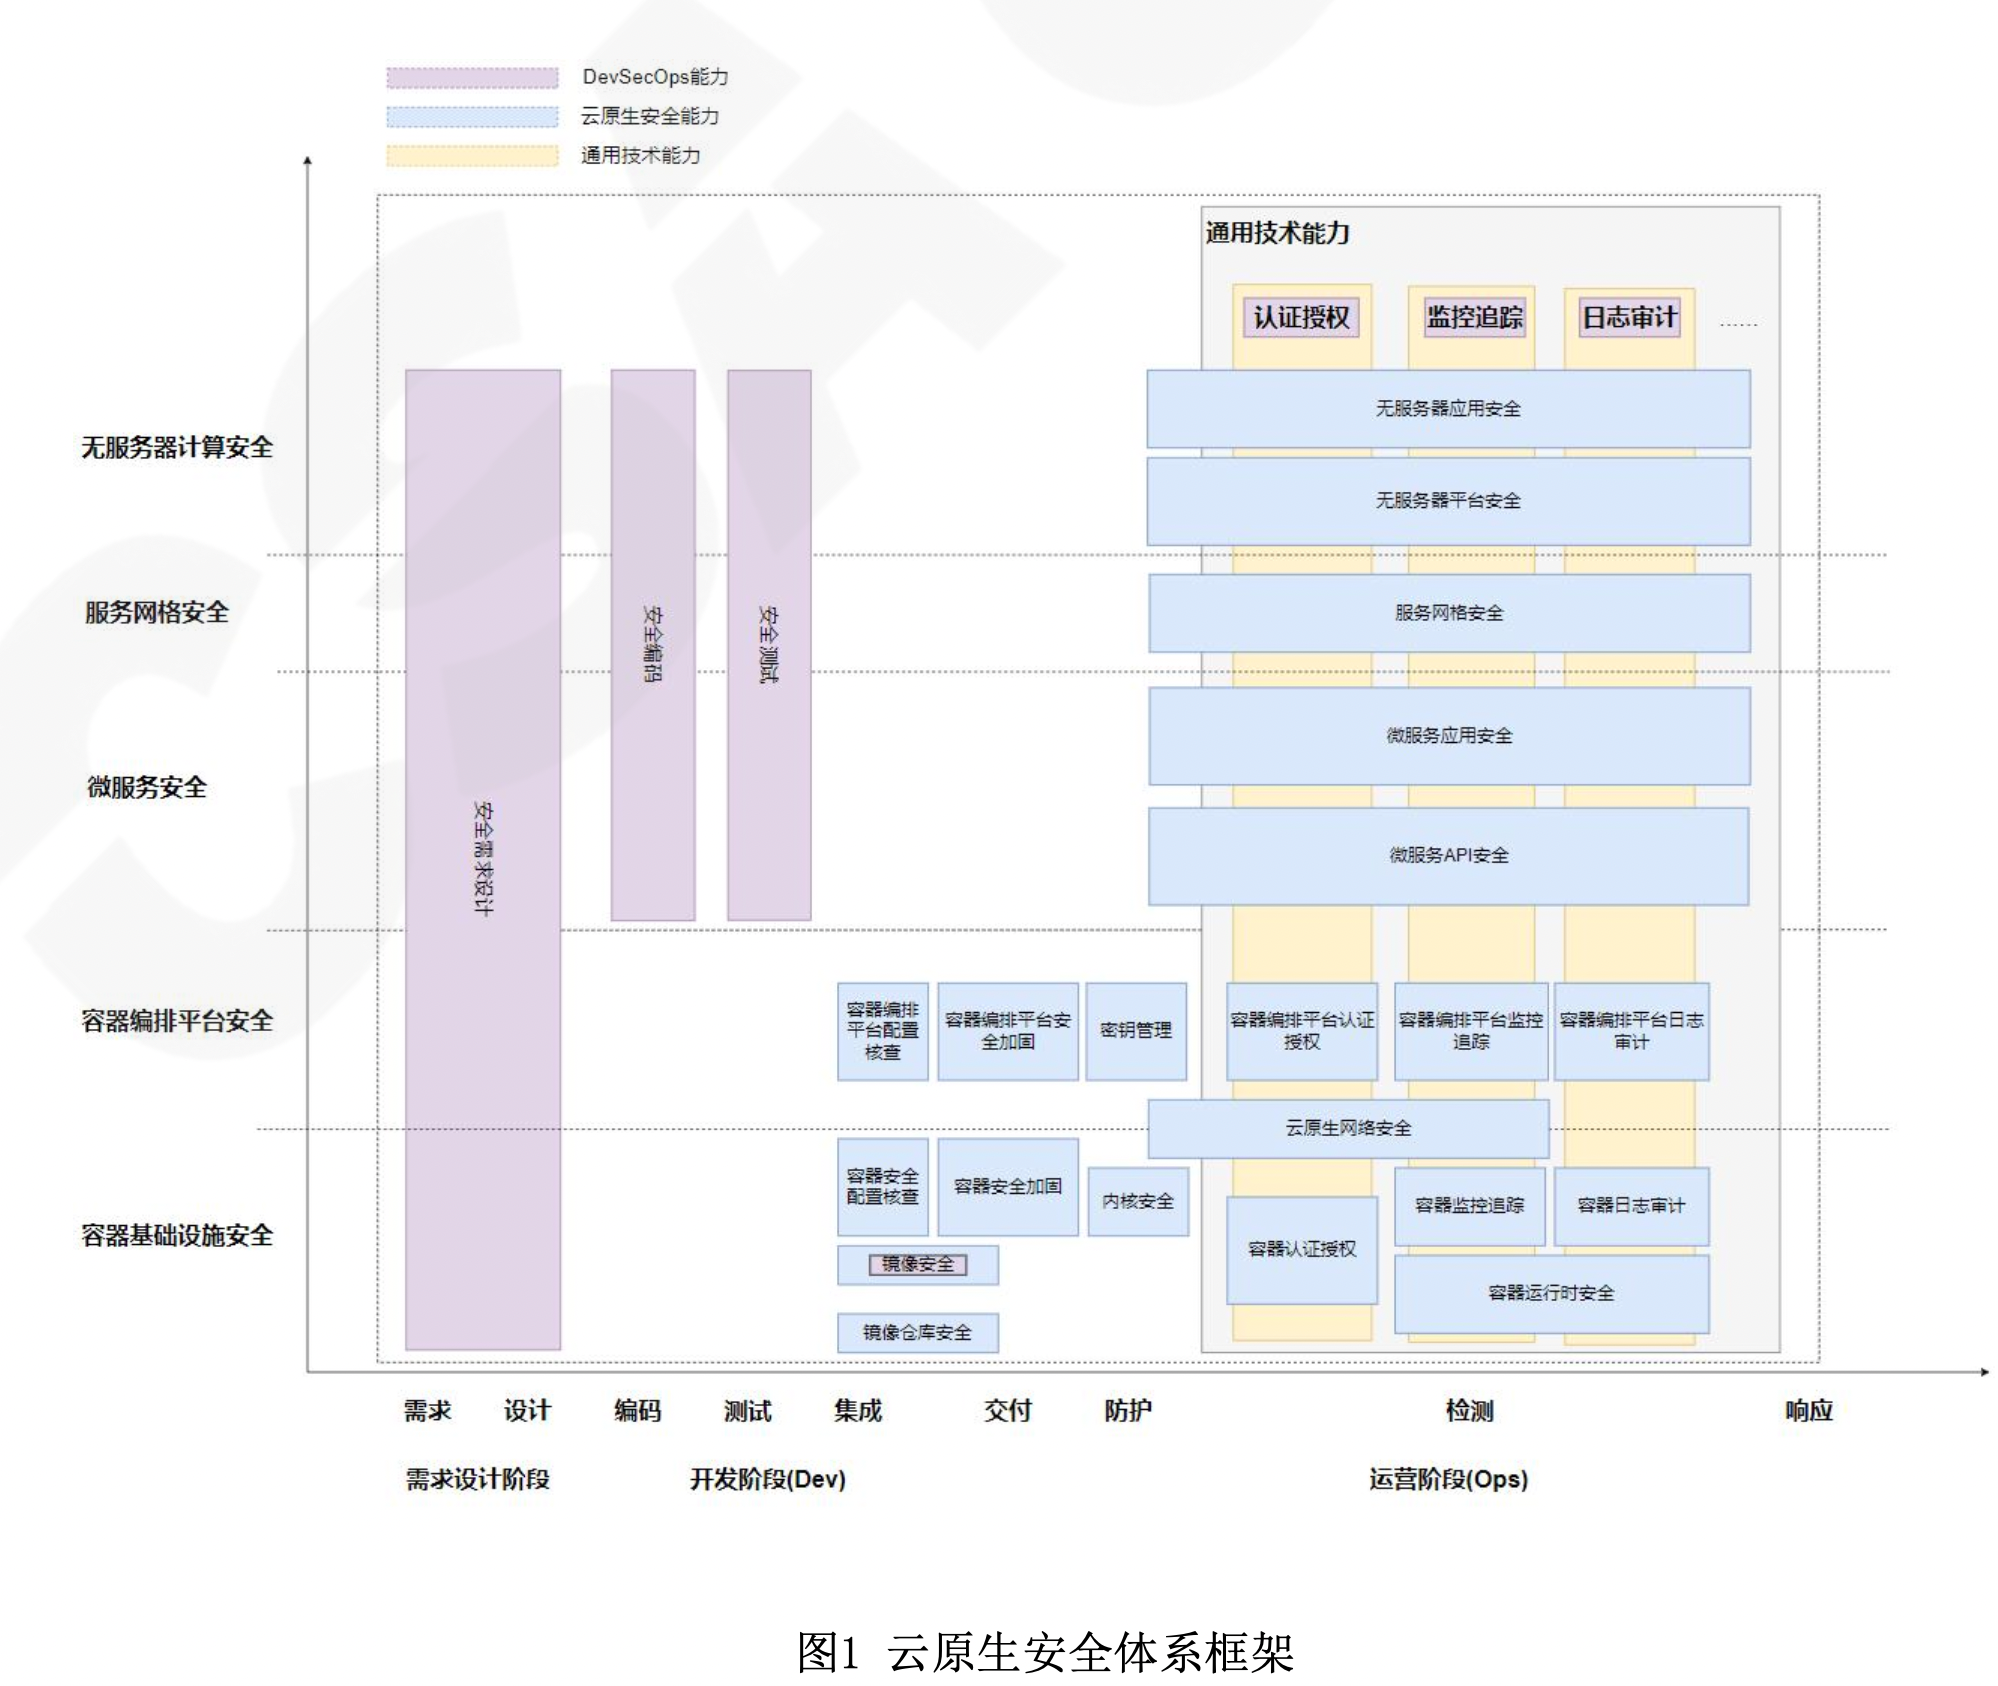 DevSecOps能力
云原生安全能力
通用技术能力
通用技术能力
认证授权
监控追踪
日志审计
......
无服务器计算安全
无服务器应用安全
无服务器平台安全
服务网格安全
安全编码
安全测试
服务网格安全
微服务安全
微服务应用安全
安全需求设计
微服务API安全
容器编排平台安全
容器编排
平台配置
核查
容器编排平台安
全加固
密钥管理
容器编排平台认证
授权
容器编排平台监控
追踪
容器编排平台日志
审计
云原生网络安全
容器基础设施安全
容器安全
配置核查
容器安全加固
内核安全
容器认证授权
容器监控追踪
容器日志审计
镜像安全
容器运行时安全
镜像仓库安全
需求
设计
编码
测试
集成
交付
防护
检测
响应
需求设计阶段
开发阶段(Dev)
运营阶段(Ops)
图1 云原生安全体系框架
CSA